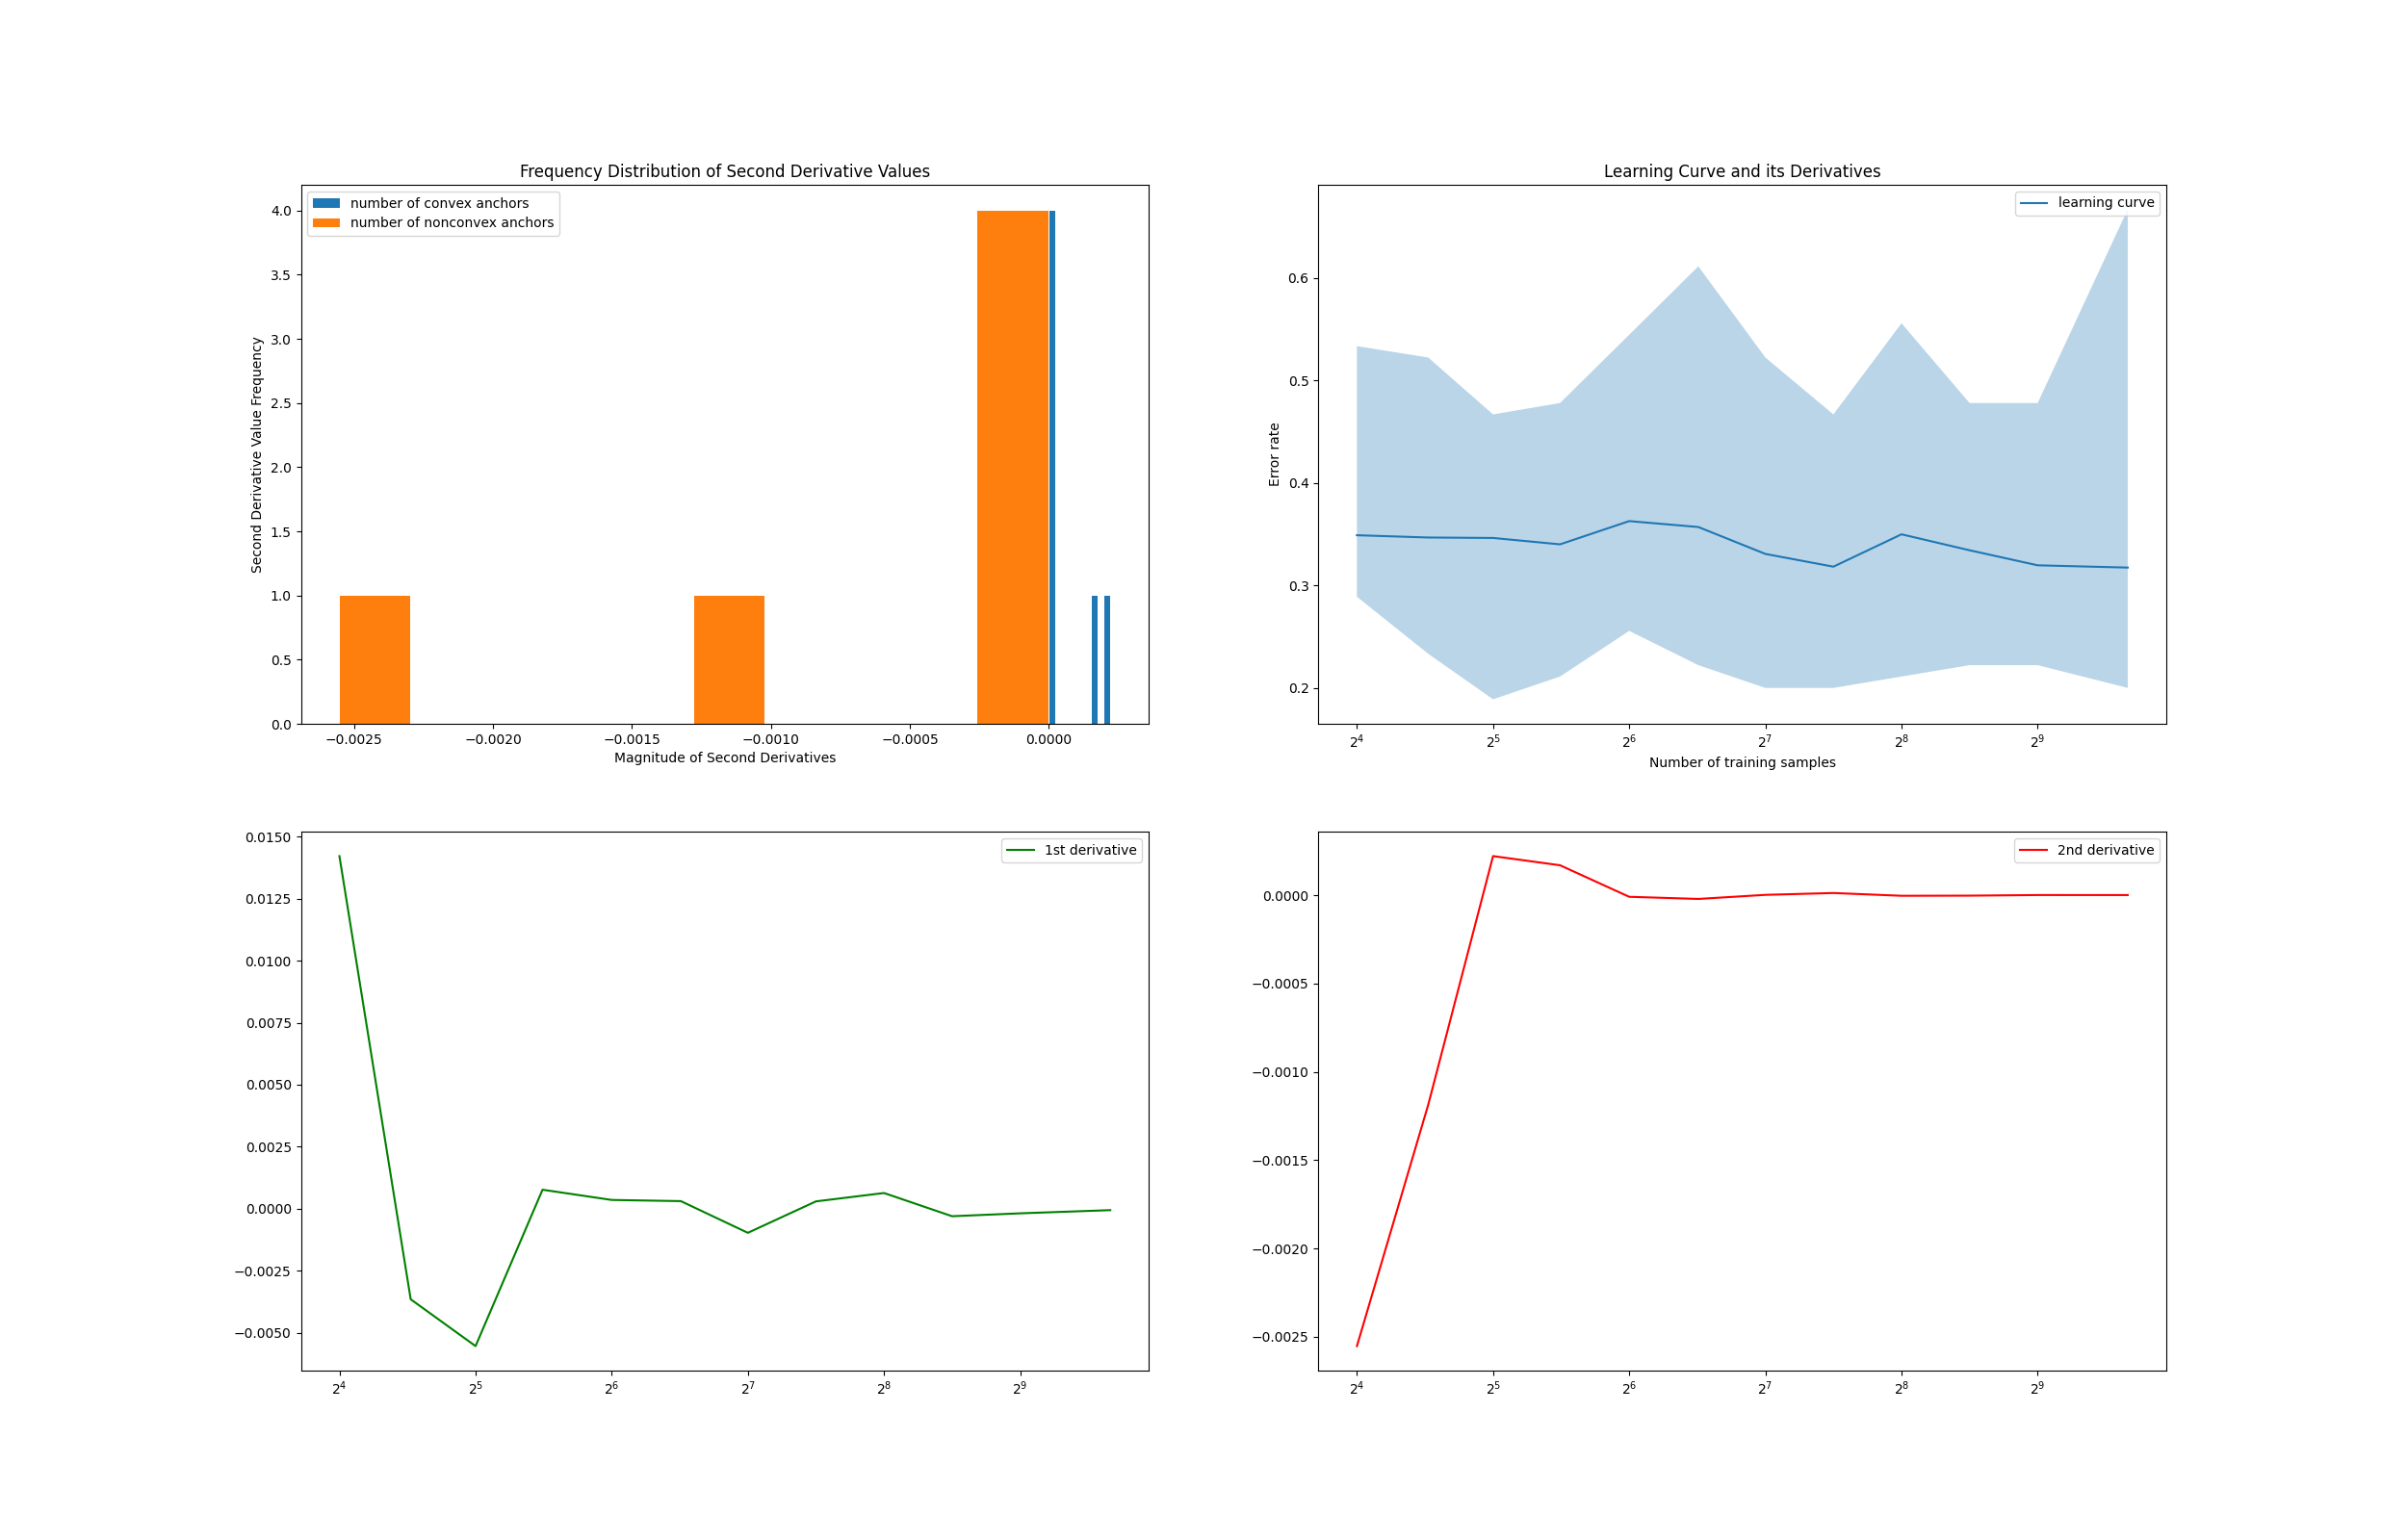 Frequency Distribution of Second Derivative Values
number of convex anchors
number of nonconvex anchors
4.0
3.5
3.0
2.5
2.0
1.5
1.0
0.5
0.0
Second Derivative Value Frequency
−0.0025 −0.0020 −0.0015 −0.0010 −0.0005 0.0000
Magnitude of Second Derivatives
Learning Curve and its Derivatives
learning curve
0.6
0.5
0.4
0.3
0.2
Error rate
2⁴ 2⁵ 2⁶ 2⁷ 2⁸ 2⁹
Number of training samples
1st derivative
0.0150
0.0125
0.0100
0.0075
0.0050
0.0025
0.0000
−0.0025
−0.0050
2⁴ 2⁵ 2⁶ 2⁷ 2⁸ 2⁹
2nd derivative
0.0000
−0.0005
−0.0010
−0.0015
−0.0020
−0.0025
2⁴ 2⁵ 2⁶ 2⁷ 2⁸ 2⁹